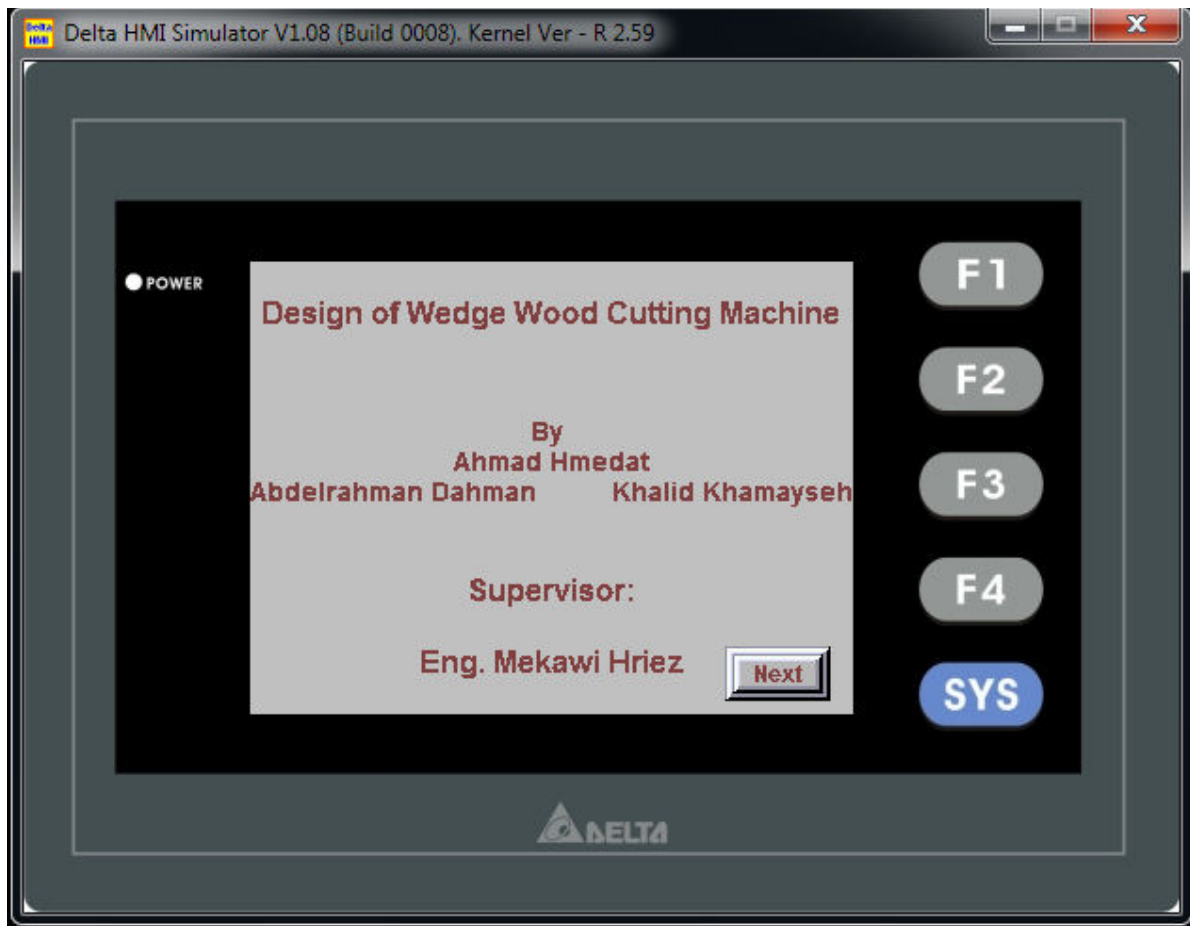 Delta HMI Simulator V1.08 (Build 0008). Kernel Ver - R 2.59
POWER
Design of Wedge Wood Cutting Machine
By
Ahmad Hmedat
Abdelrahman Dahman Khalid Khamayseh
Supervisor:
Eng. Mekawi Hriez
Next
F1
F2
F3
F4
SYS
DELTA